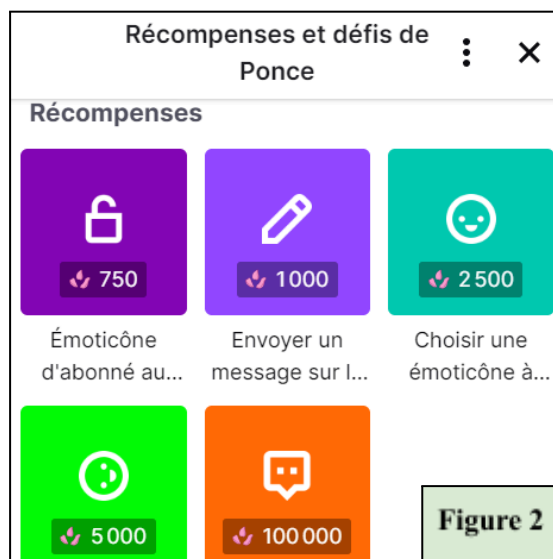 Récompenses et défis de
Ponce
Récompenses
750
1000
2500
Émoticône
d'abonné au...
Envoyer un
message sur l...
Choisir une
émoticône à...
5000
100000
Figure 2